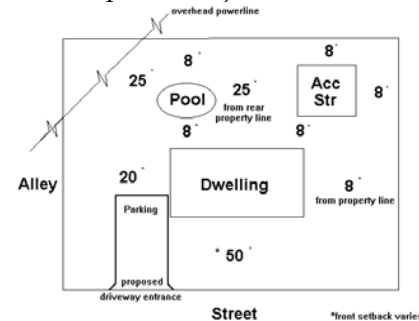 overhead powerline
8'
25'
Pool
25'
from rear
property line
8'
8'
Acc
Str
8'
8'
Alley
20'
Parking
Dwelling
8'
from property line
* 50'
proposed
driveway entrance
Street
*front setback varies